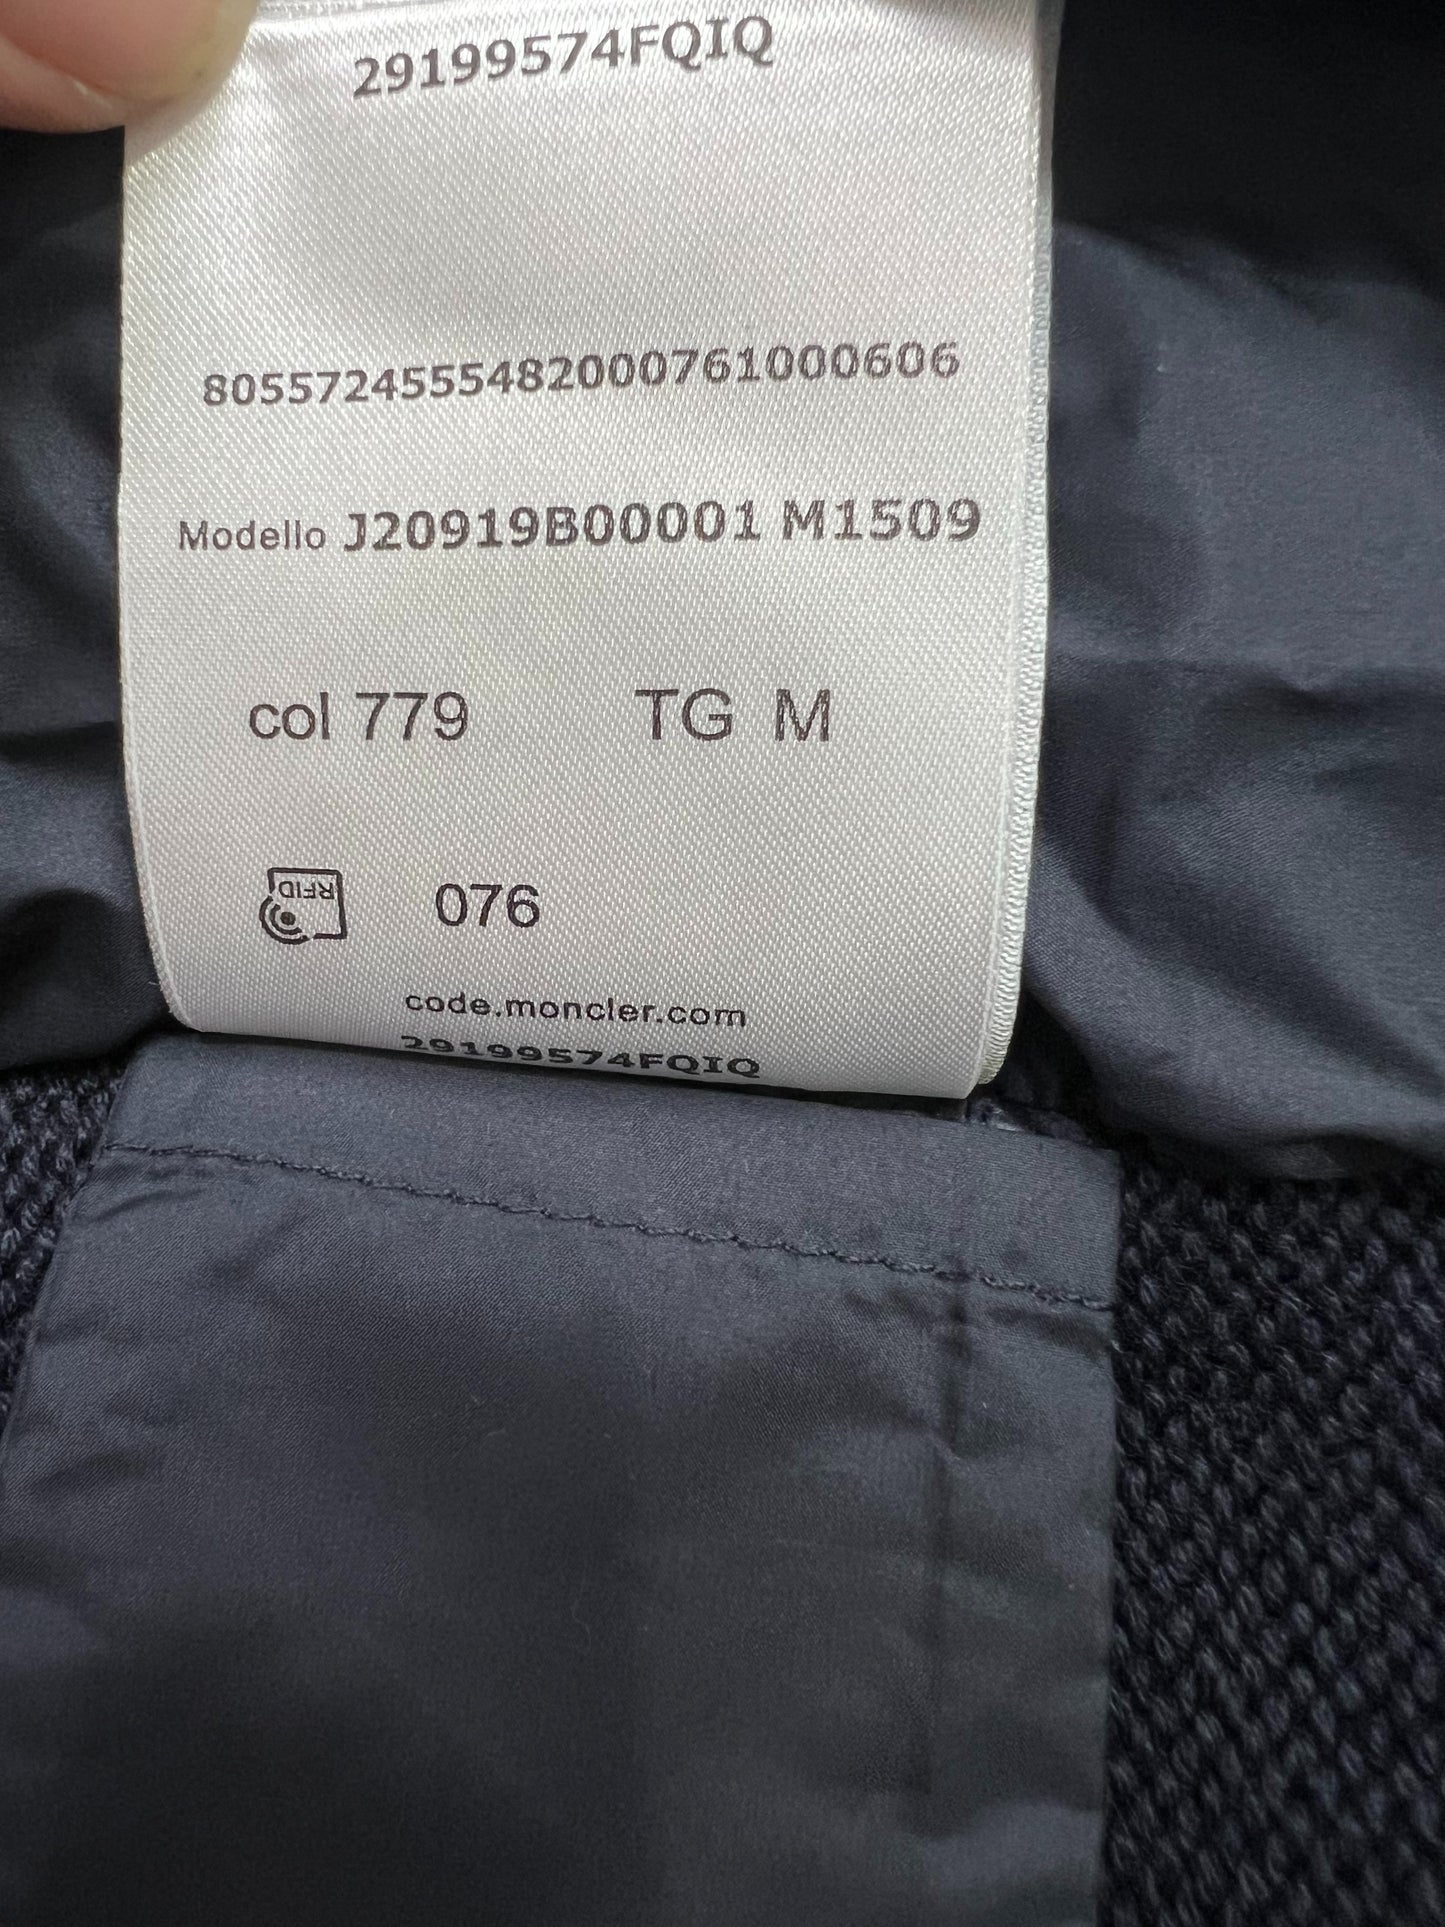 29199574FQIQ
8055724555482000761000606
Modello J20919B00001 M1509
col 779 TG M
RFID 076
code.moncler.com
29199574FQIQ